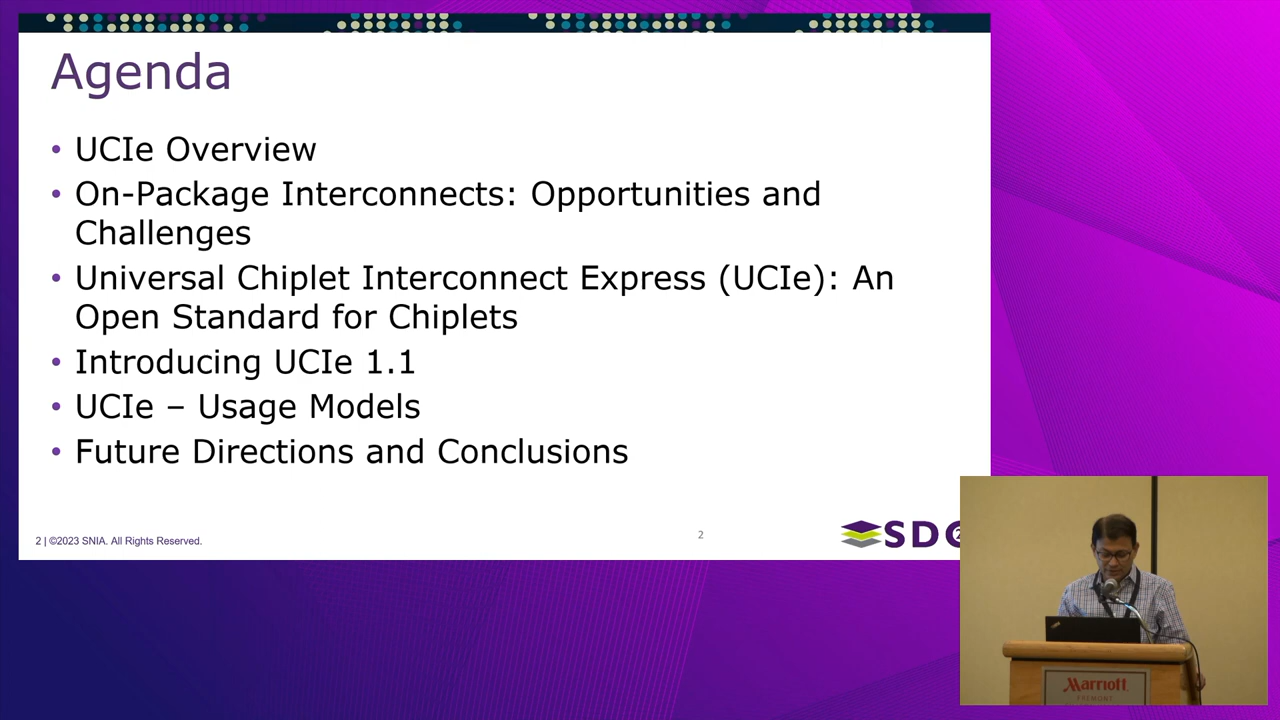 Agenda
• UCIe Overview
• On-Package Interconnects: Opportunities and
Challenges
• Universal Chiplet Interconnect Express (UCIe): An
Open Standard for Chiplets
• Introducing UCIe 1.1
• UCIe – Usage Models
• Future Directions and Conclusions
2 | ©2023 SNIA. All Rights Reserved.
2
SDC
Marriott
FREMONT